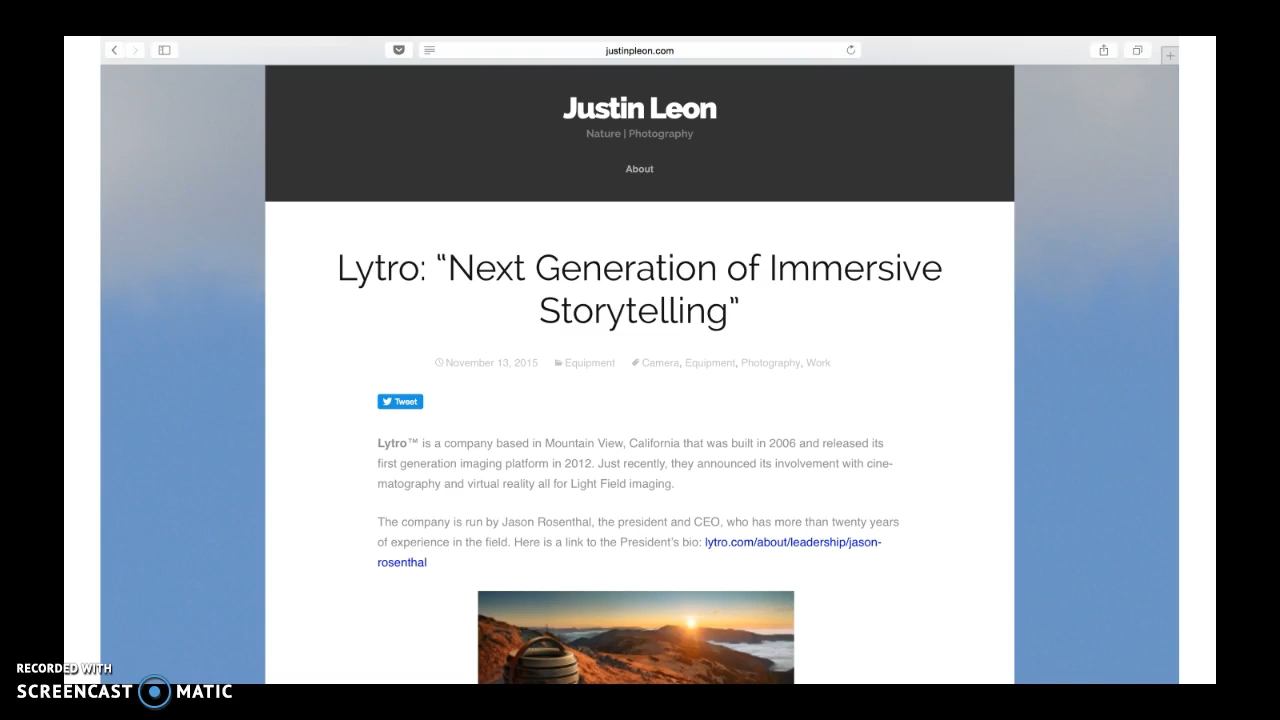 justinpleon.com
Justin Leon
Nature | Photography
About
Lytro: “Next Generation of Immersive
Storytelling”
November 13, 2015 Equipment Camera, Equipment, Photography, Work
Tweet
Lytro™ is a company based in Mountain View, California that was built in 2006 and released its
first generation imaging platform in 2012. Just recently, they announced its involvement with cine-
matography and virtual reality all for Light Field imaging.
The company is run by Jason Rosenthal, the president and CEO, who has more than twenty years
of experience in the field. Here is a link to the President’s bio: lytro.com/about/leadership/jason-
rosenthal
RECORDED WITH
SCREENCAST MATIC